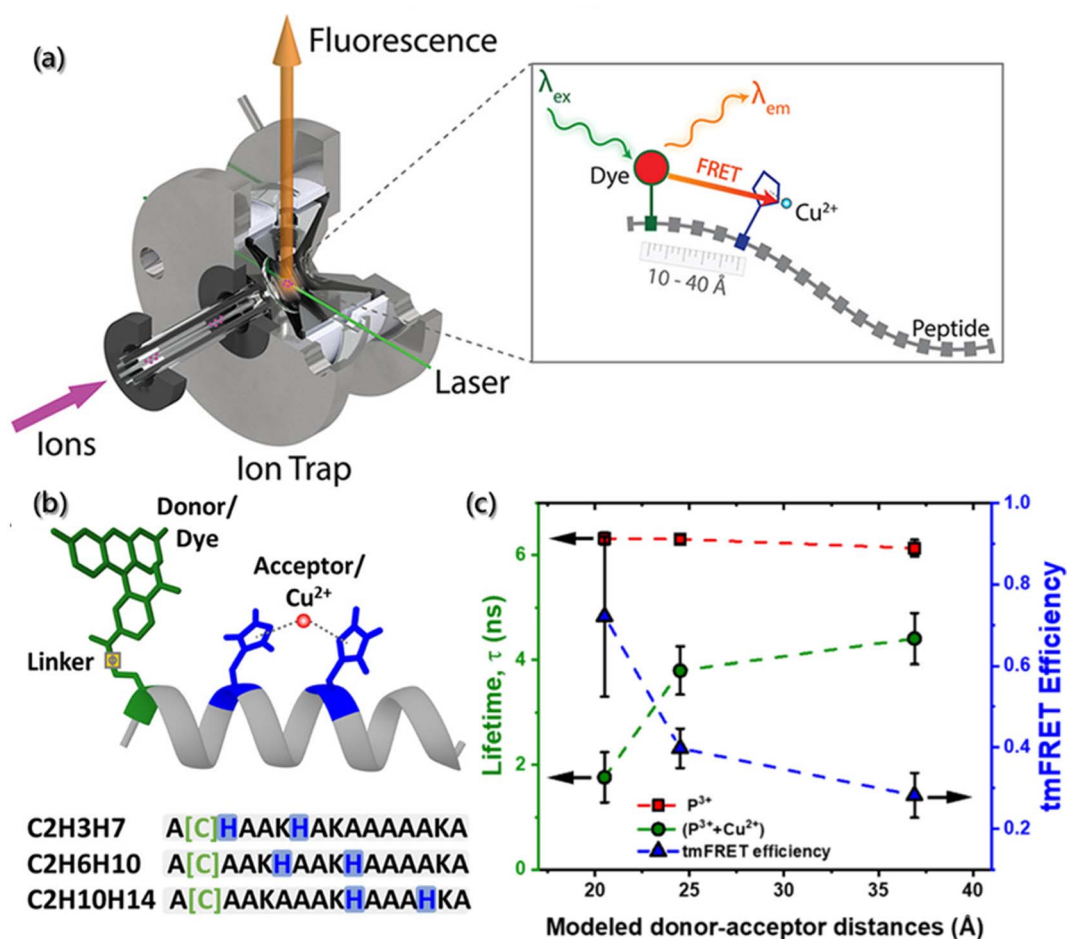 (a)
Fluorescence
λex
λem
Dye
FRET
Cu2+
10 - 40 Å
Peptide
Laser
Ions
Ion Trap
(b)
Donor/
Dye
Acceptor/
Cu2+
Linker
C2H3H7 A[C]HAAKHAKAAAAAKA
C2H6H10 A[C]AAKHAAKHAAAAKA
C2H10H14 A[C]AAKAAAKHAAAHKA
(c)
Lifetime, τ (ns)
6
4
2
0
1.0
0.8
0.6
0.4
0.2
tmFRET Efficiency
P3+
(P3++Cu2+)
tmFRET efficiency
20 25 30 35 40
Modeled donor-acceptor distances (Å)